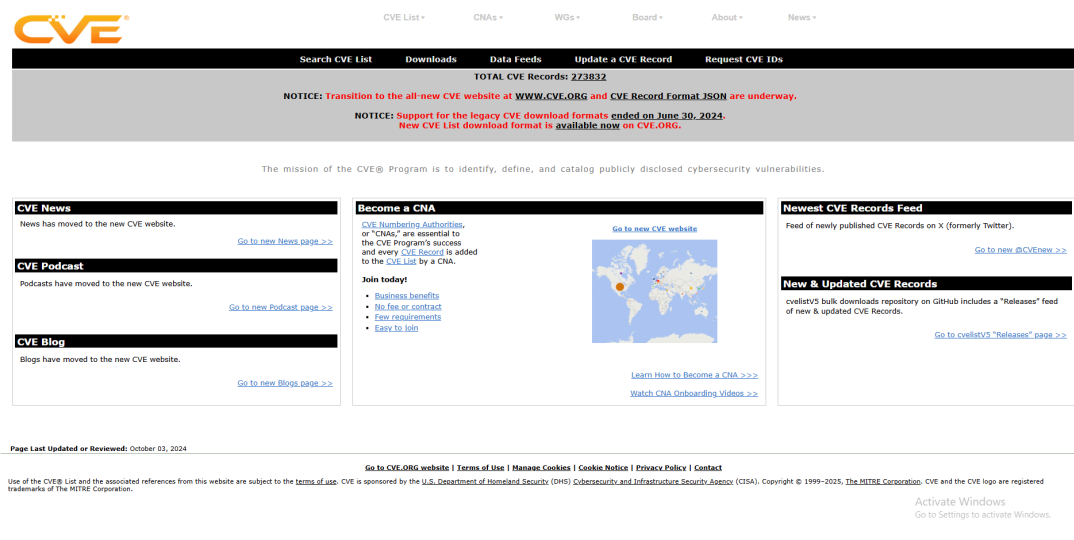 CVE®
CVE List▾ CNAs▾ WGs▾ Board▾ About▾ News▾
Search CVE List Downloads Data Feeds Update a CVE Record Request CVE IDs
TOTAL CVE Records: 273832
NOTICE: Transition to the all-new CVE website at WWW.CVE.ORG and CVE Record Format JSON are underway.
NOTICE: Support for the legacy CVE download formats ended on June 30, 2024.
New CVE List download format is available now on CVE.ORG.
The mission of the CVE® Program is to identify, define, and catalog publicly disclosed cybersecurity vulnerabilities.
CVE News
News has moved to the new CVE website.
Go to new News page >>
CVE Podcast
Podcasts have moved to the new CVE website.
Go to new Podcast page >>
CVE Blog
Blogs have moved to the new CVE website.
Go to new Blogs page >>
Become a CNA
CVE Numbering Authorities,
or "CNAs," are essential to
the CVE Program's success
and every CVE Record is added
to the CVE List by a CNA.
Join today!
• Business benefits
• No fee or contract
• Few requirements
• Easy to join
Go to new CVE website
Learn How to Become a CNA >>>
Watch CNA Onboarding Videos >>
Newest CVE Records Feed
Feed of newly published CVE Records on X (formerly Twitter).
Go to new @CVEnew >>
New & Updated CVE Records
cvelistV5 bulk downloads repository on GitHub includes a "Releases" feed
of new & updated CVE Records.
Go to cvelistV5 "Releases" page >>
Page Last Updated or Reviewed: October 03, 2024
Go to CVE.ORG website | Terms of Use | Manage Cookies | Cookie Notice | Privacy Policy | Contact
Use of the CVE® List and the associated references from this website are subject to the terms of use. CVE is sponsored by the U.S. Department of Homeland Security (DHS) Cybersecurity and Infrastructure Security Agency (CISA). Copyright © 1999–2025, The MITRE Corporation. CVE and the CVE logo are registered
trademarks of The MITRE Corporation.
Activate Windows
Go to Settings to activate Windows.